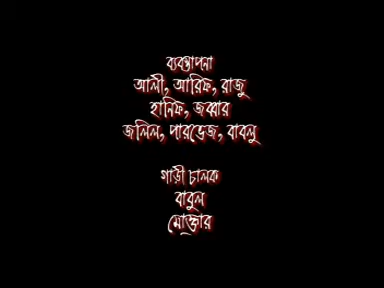 ব্যবস্থাপনা
আলী, আরিফ, রাজু
হানিফ, জব্বার
জলিল, পারভেজ, বাবলু
গাড়ী চালক
বাবুল
মোক্তার